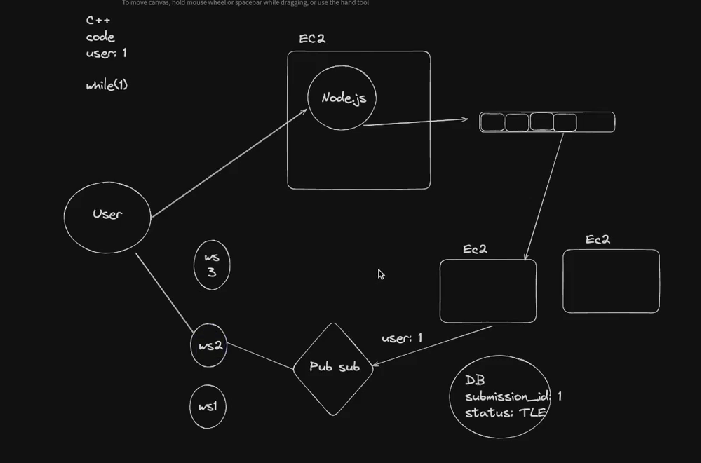 To move canvas, hold mouse wheel or spacebar while dragging, or use the hand tool
C++
code
user: 1
while(1)
EC2
Node.js
User
ws
3
Ec2
Ec2
ws2
user: 1
Pub sub
ws1
DB
submission_id: 1
status: TLE